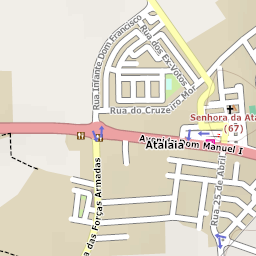 Rua Infante Dom Francisco
Rua dos Ex-Votos
Rua do Cruzeiro Mor
Senhora da Ata
(67)
Avenida Dom Manuel I
Atalaia
Rua 25 de Abril
a das Forças Armadas